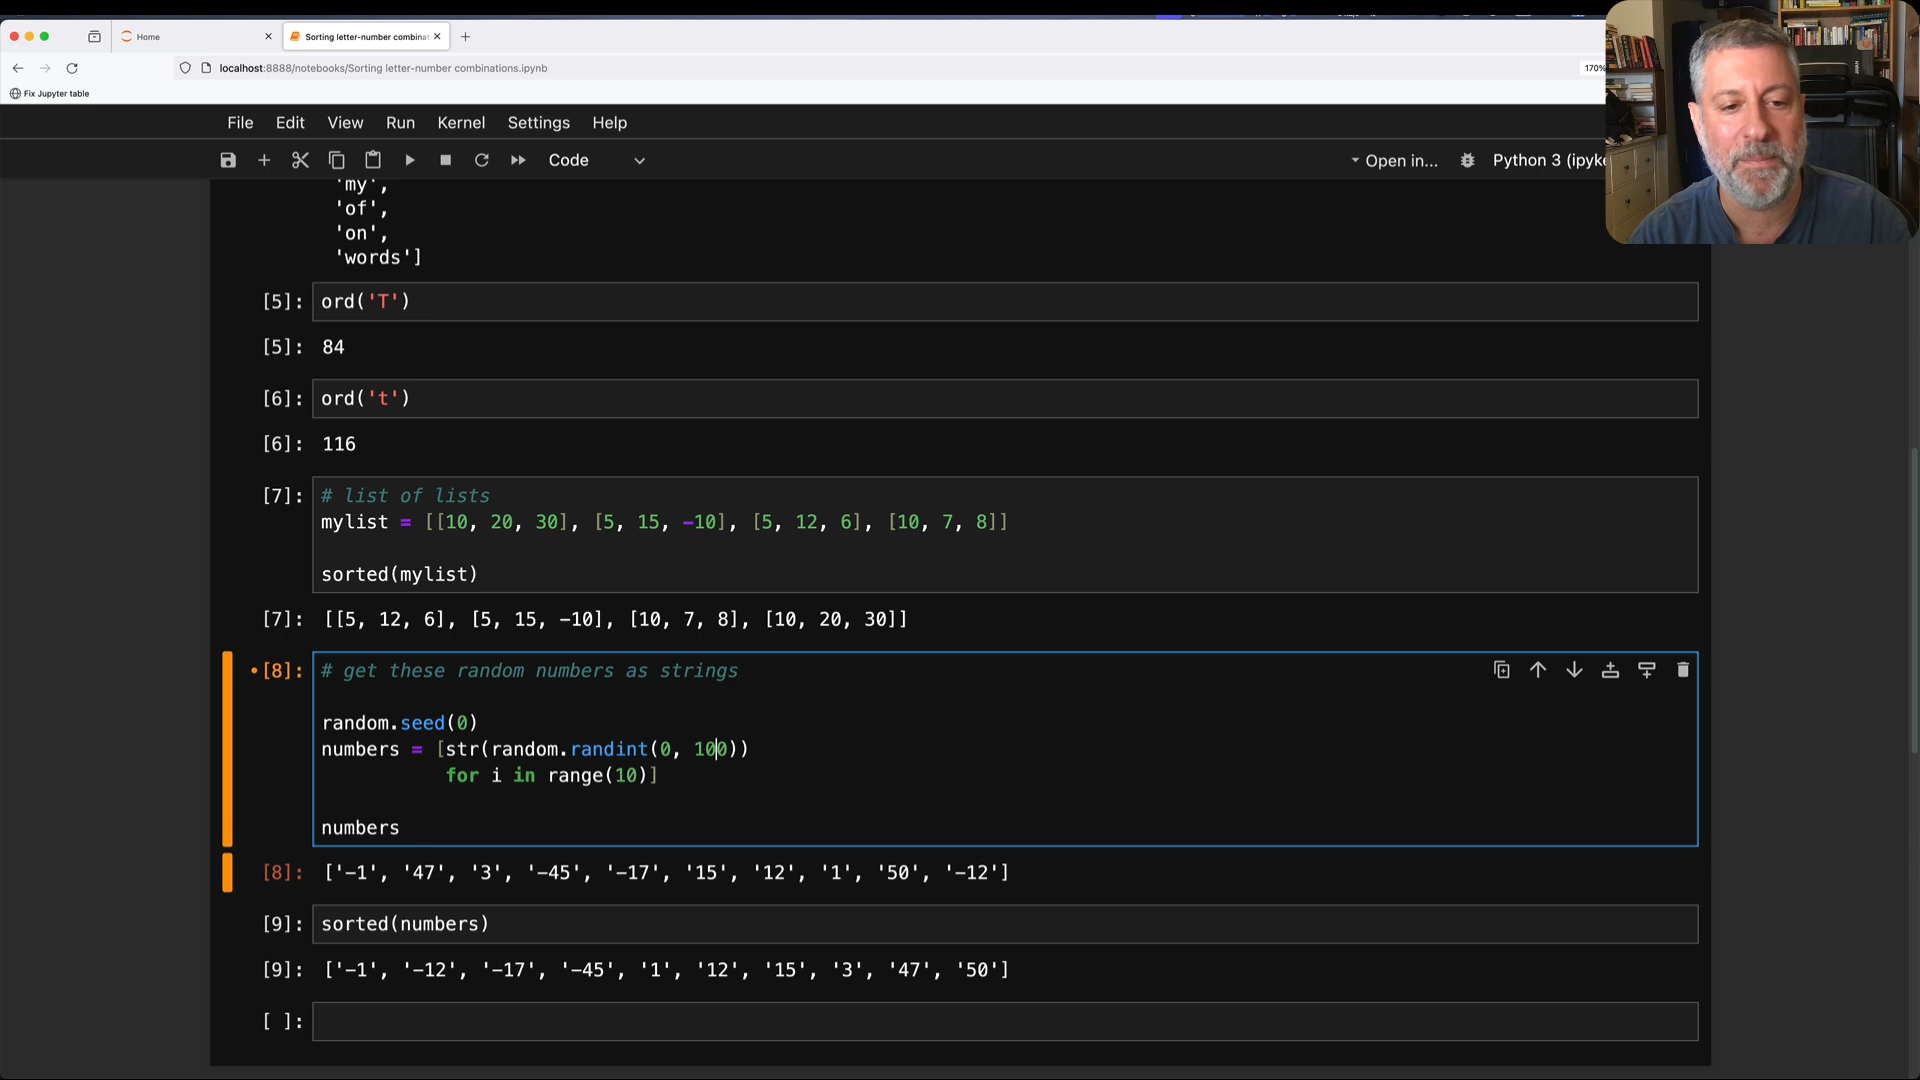 Home
Sorting letter-number combinat
localhost:8888/notebooks/Sorting letter-number combinations.ipynb
170%
Fix Jupyter table
File Edit View Run Kernel Settings Help
Code
Open in...
Python 3 (ipyke
'my',
'of',
'on',
'words']
[5]: ord('T')
[5]: 84
[6]: ord('t')
[6]: 116
[7]: # list of lists
mylist = [[10, 20, 30], [5, 15, -10], [5, 12, 6], [10, 7, 8]]
sorted(mylist)
[7]: [[5, 12, 6], [5, 15, -10], [10, 7, 8], [10, 20, 30]]
•[8]: # get these random numbers as strings
random.seed(0)
numbers = [str(random.randint(0, 100))
for i in range(10)]
numbers
[8]: ['-1', '47', '3', '-45', '-17', '15', '12', '1', '50', '-12']
[9]: sorted(numbers)
[9]: ['-1', '-12', '-17', '-45', '1', '12', '15', '3', '47', '50']
[ ]: